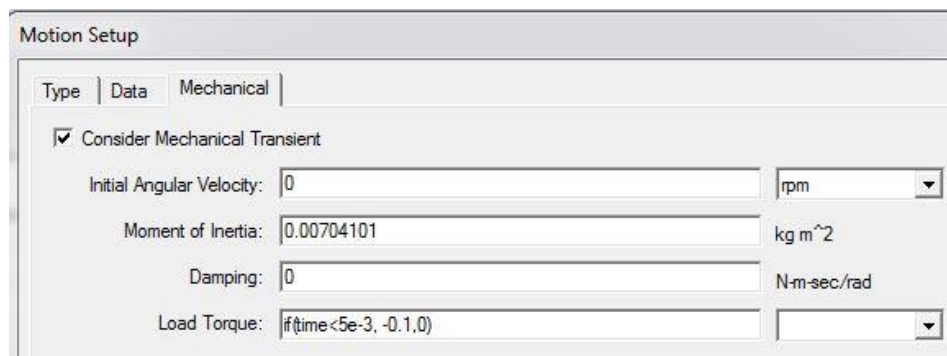 Motion Setup
Type Data Mechanical
Consider Mechanical Transient
Initial Angular Velocity: 0 rpm
Moment of Inertia: 0.00704101 kg m^2
Damping: 0 N-m-sec/rad
Load Torque: if(time<5e-3, -0.1,0)